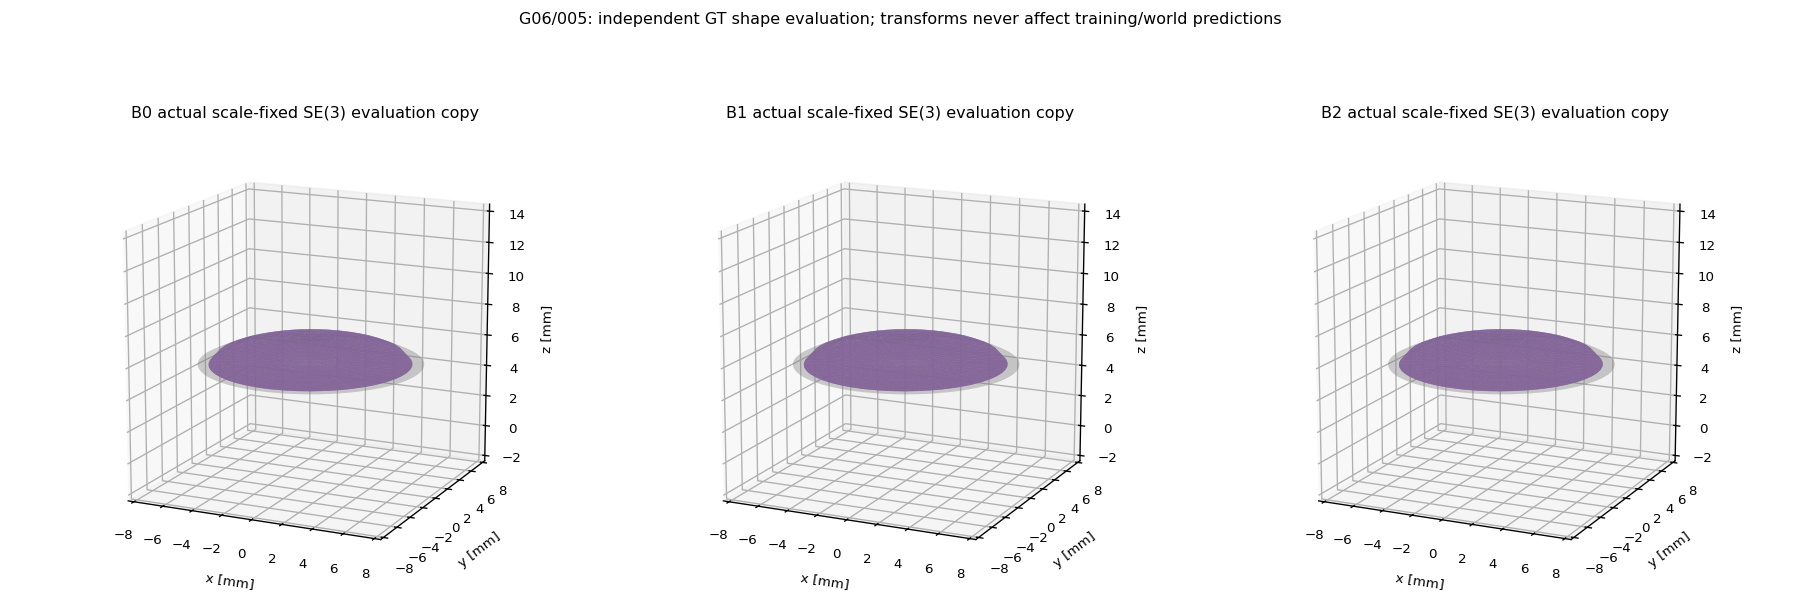 G06/005: independent GT shape evaluation; transforms never affect training/world predictions
B0 actual scale-fixed SE(3) evaluation copy
14
12
10
8
6
4
2
0
−2
z [mm]
−8 −6 −4 −2 0 2 4 6 8
x [mm]
−8 −6 −4 −2 0 2 4 6 8
y [mm]
B1 actual scale-fixed SE(3) evaluation copy
14
12
10
8
6
4
2
0
−2
z [mm]
−8 −6 −4 −2 0 2 4 6 8
x [mm]
−8 −6 −4 −2 0 2 4 6 8
y [mm]
B2 actual scale-fixed SE(3) evaluation copy
14
12
10
8
6
4
2
0
−2
z [mm]
−8 −6 −4 −2 0 2 4 6 8
x [mm]
−8 −6 −4 −2 0 2 4 6 8
y [mm]